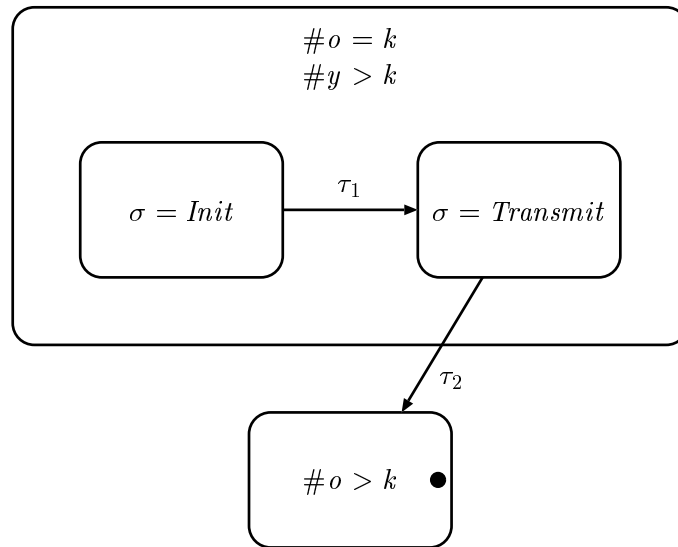 #o = k
#y > k
σ = Init
τ₁
σ = Transmit
τ₂
#o > k